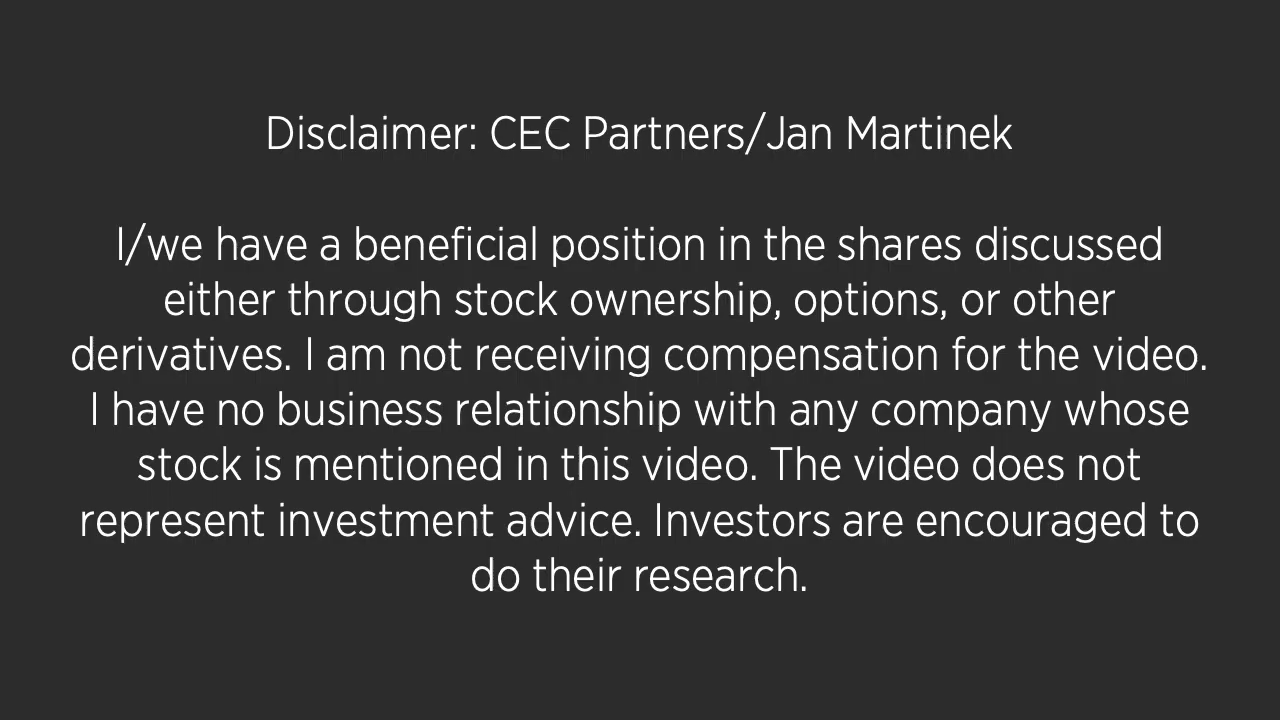 Disclaimer: CEC Partners/Jan Martinek
I/we have a beneficial position in the shares discussed
either through stock ownership, options, or other
derivatives. I am not receiving compensation for the video.
I have no business relationship with any company whose
stock is mentioned in this video. The video does not
represent investment advice. Investors are encouraged to
do their research.